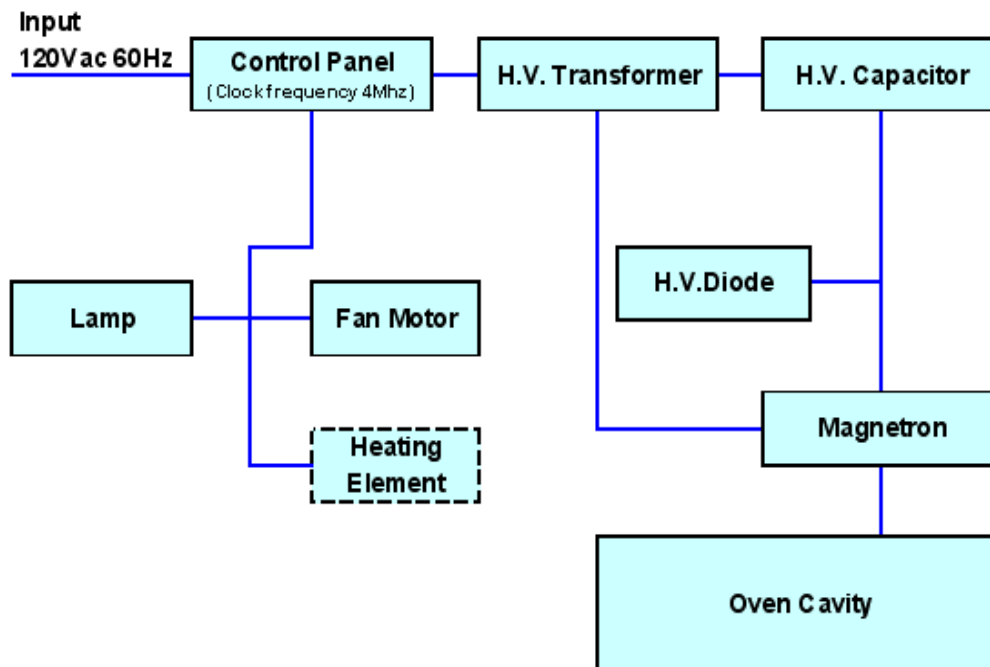 Input
120Vac 60Hz
Control Panel
(Clock frequency 4Mhz)
H.V. Transformer
H.V. Capacitor
H.V.Diode
Lamp
Fan Motor
Magnetron
Heating
Element
Oven Cavity